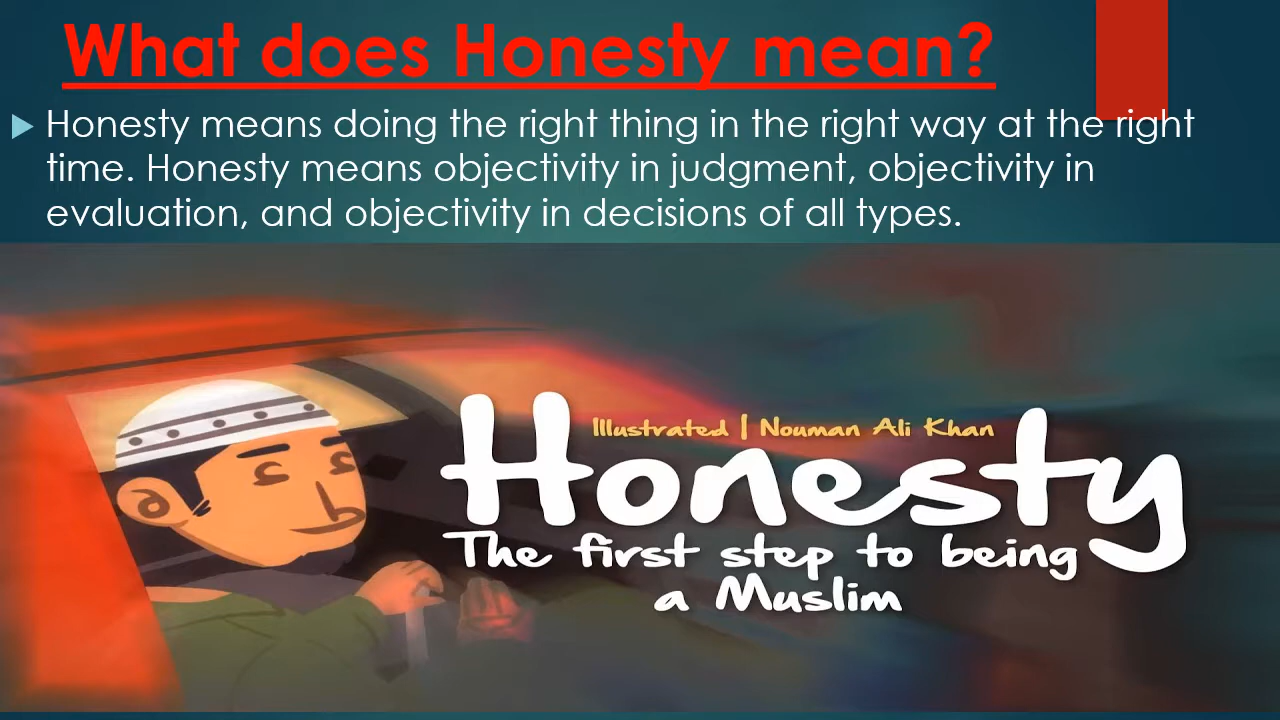 What does Honesty mean?
Honesty means doing the right thing in the right way at the right
time. Honesty means objectivity in judgment, objectivity in
evaluation, and objectivity in decisions of all types.
Illustrated | Nouman Ali Khan
Honesty
The first step to being
a Muslim